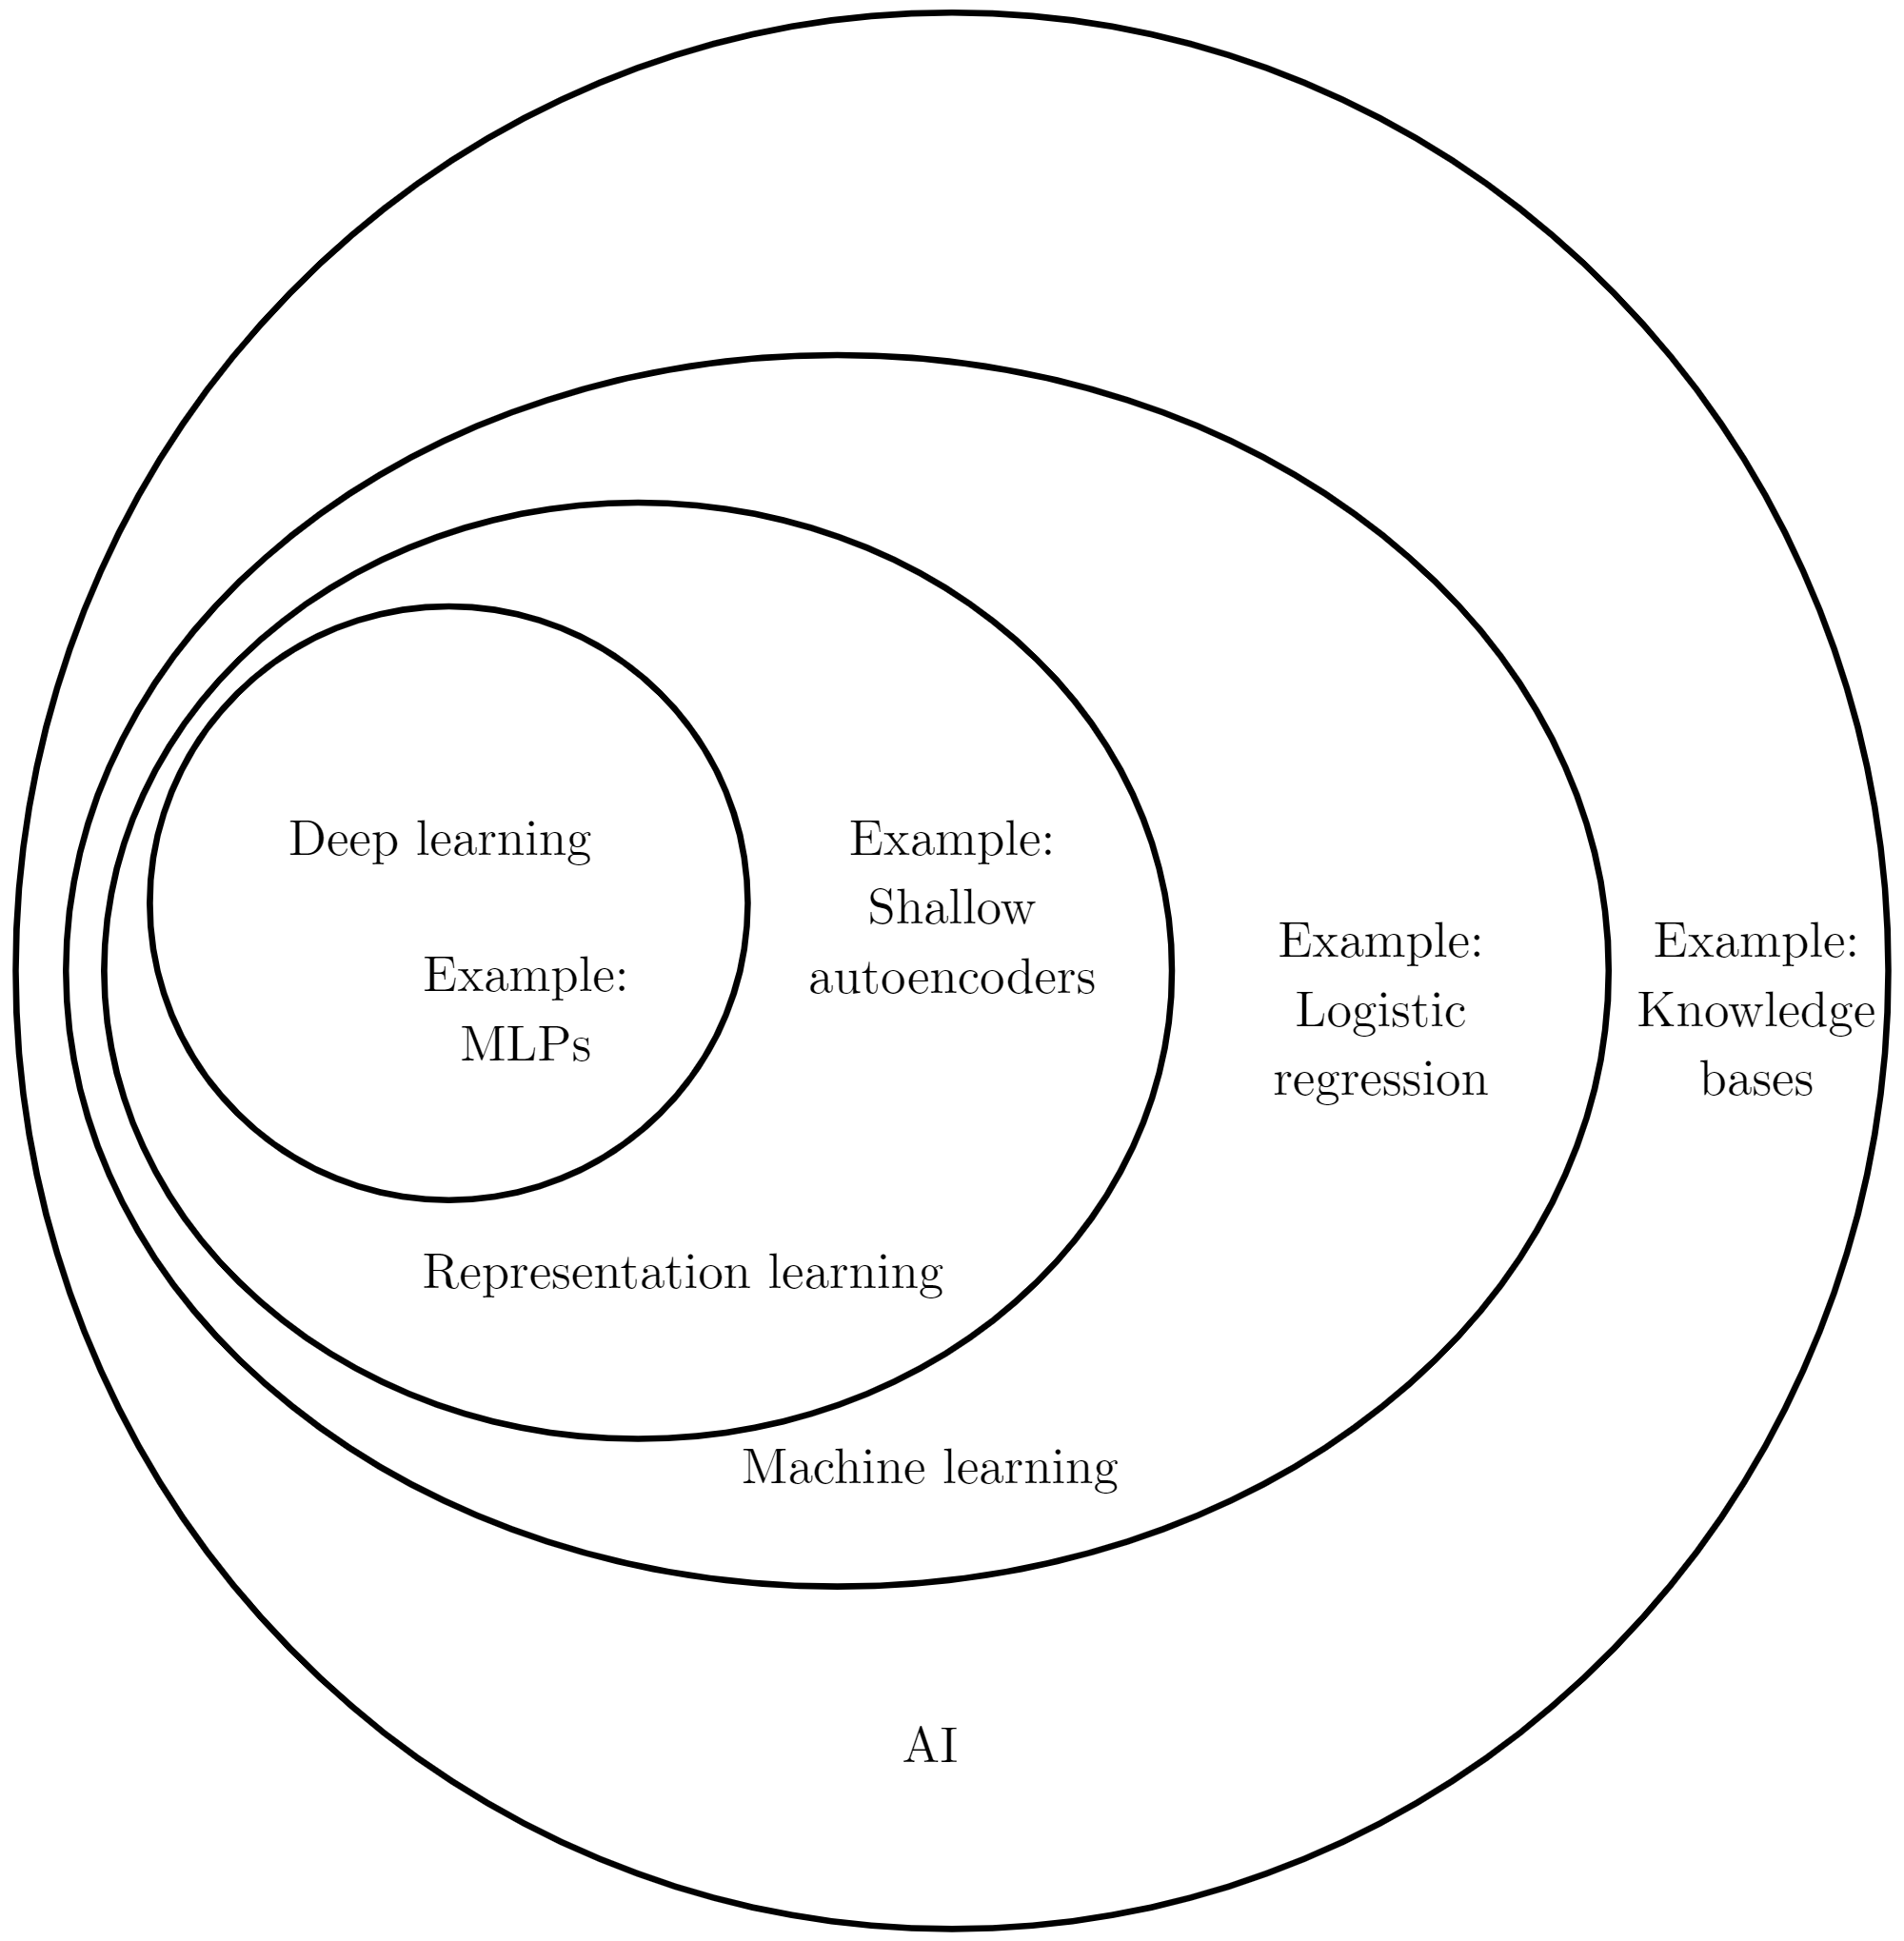 Deep learning
Example:
MLPs
Example:
Shallow
autoencoders
Example:
Logistic
regression
Example:
Knowledge
bases
Representation learning
Machine learning
AI